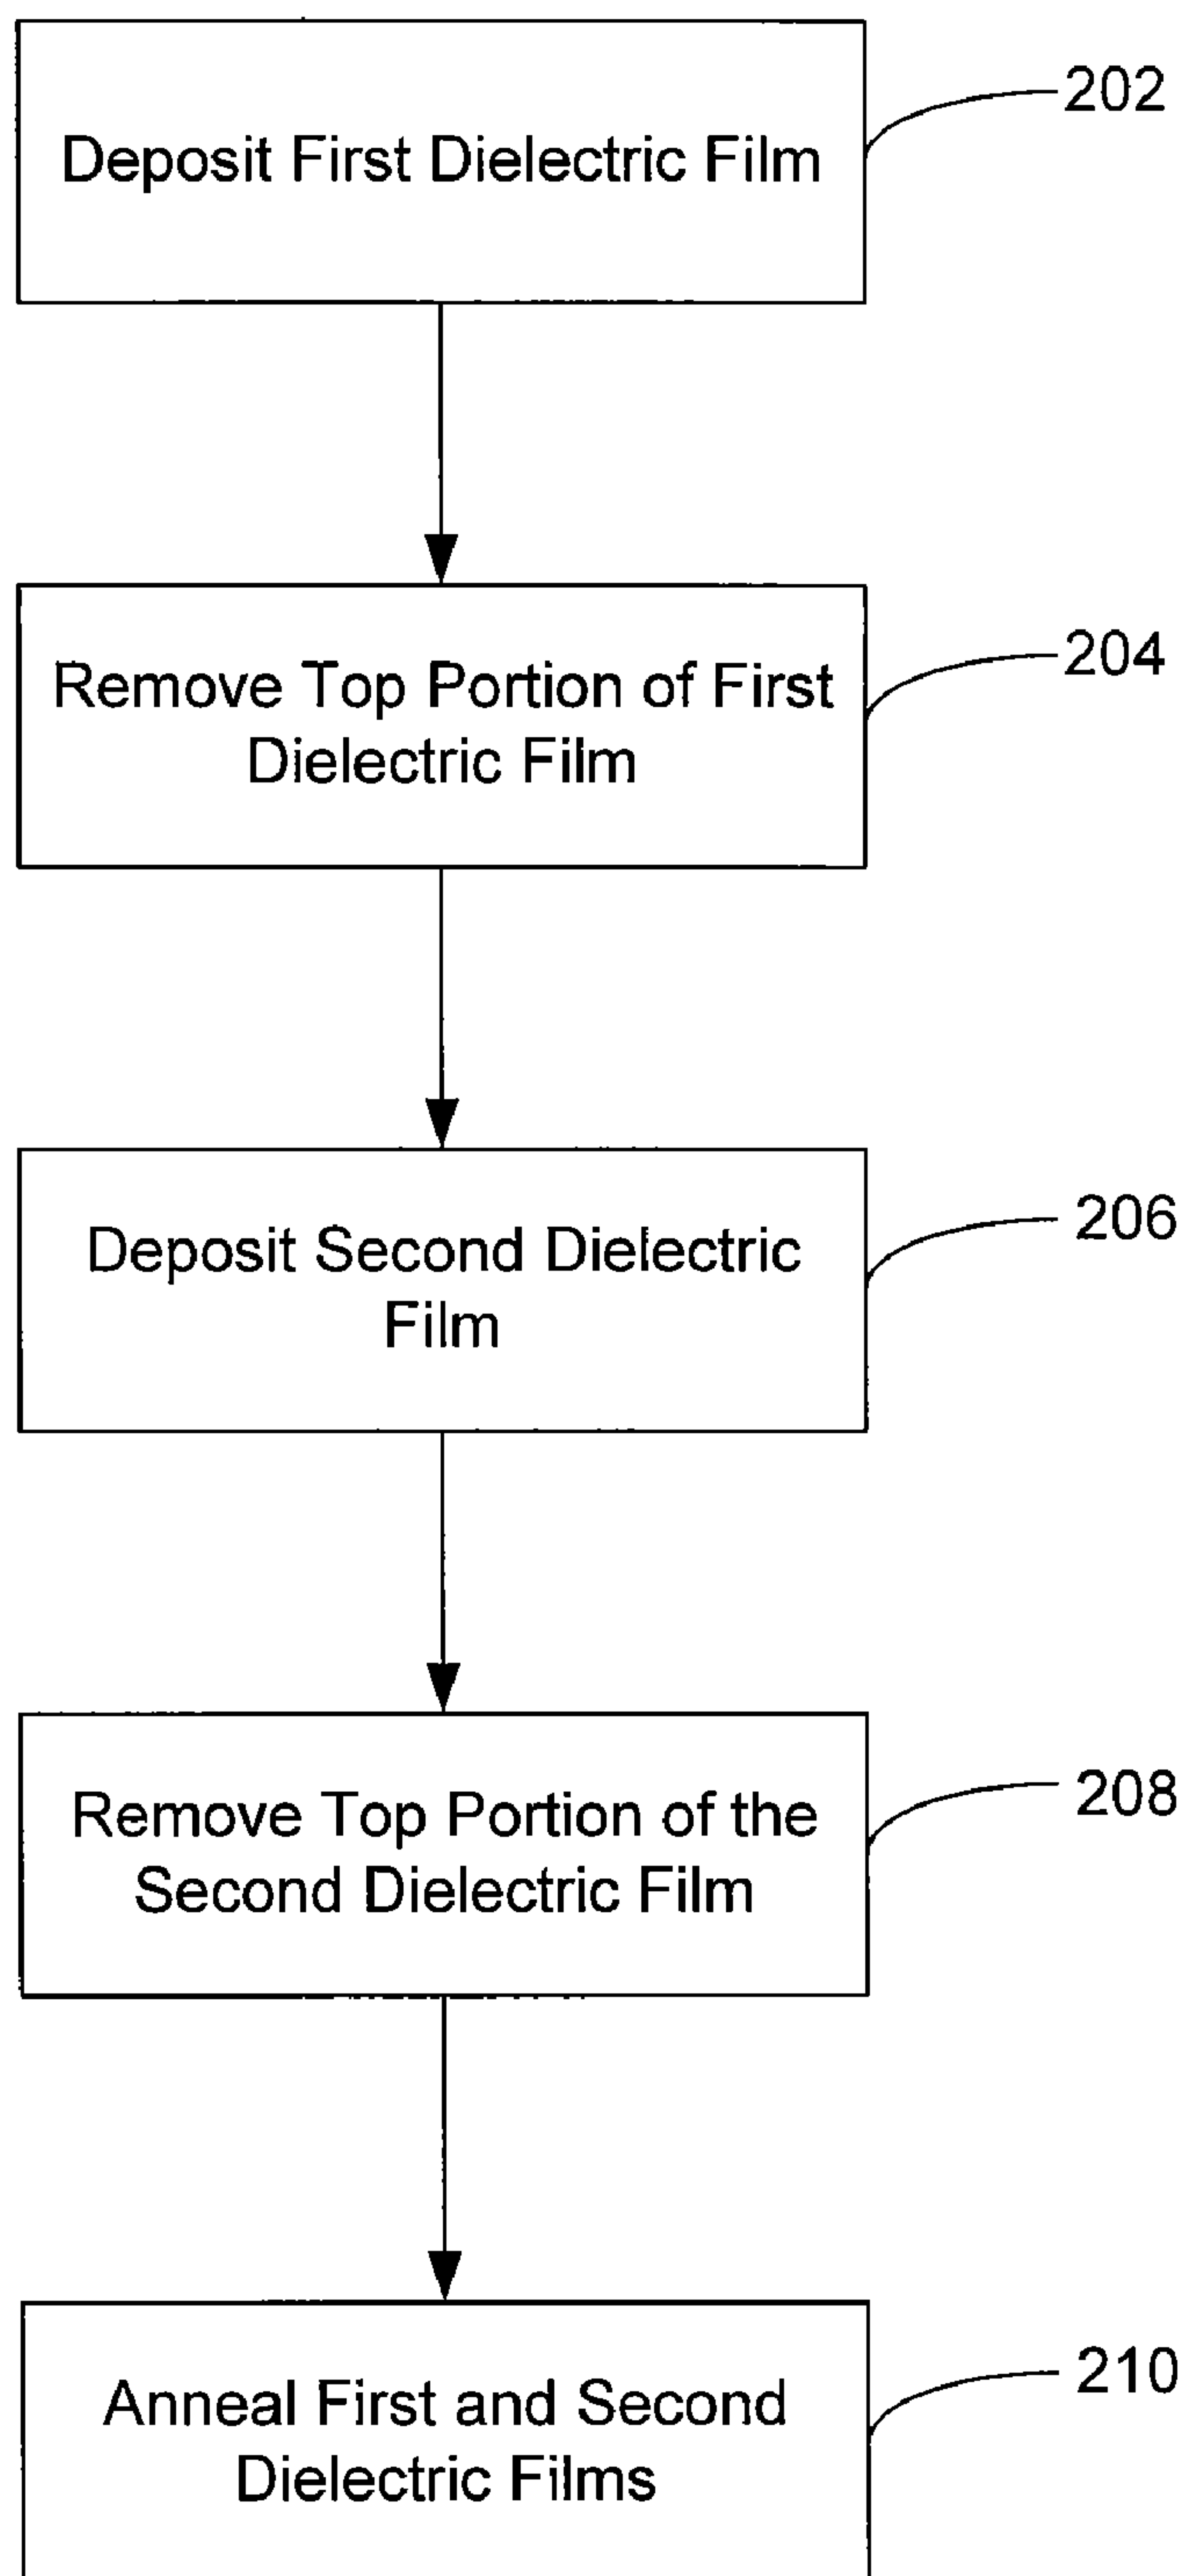 Deposit First Dielectric Film
202
Remove Top Portion of First
Dielectric Film
204
Deposit Second Dielectric
Film
206
Remove Top Portion of the
Second Dielectric Film
208
Anneal First and Second
Dielectric Films
210